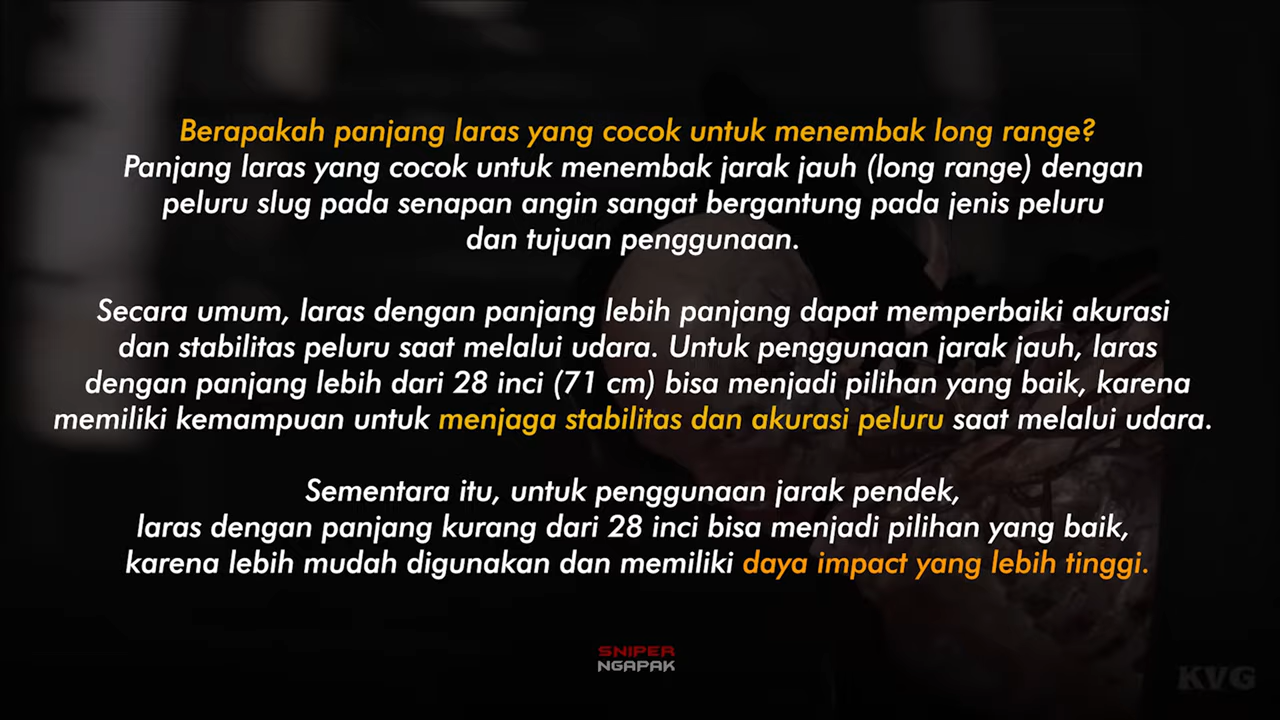 Berapakah panjang laras yang cocok untuk menembak long range?
Panjang laras yang cocok untuk menembak jarak jauh (long range) dengan
peluru slug pada senapan angin sangat bergantung pada jenis peluru
dan tujuan penggunaan.
Secara umum, laras dengan panjang lebih panjang dapat memperbaiki akurasi
dan stabilitas peluru saat melalui udara. Untuk penggunaan jarak jauh, laras
dengan panjang lebih dari 28 inci (71 cm) bisa menjadi pilihan yang baik, karena
memiliki kemampuan untuk menjaga stabilitas dan akurasi peluru saat melalui udara.
Sementara itu, untuk penggunaan jarak pendek,
laras dengan panjang kurang dari 28 inci bisa menjadi pilihan yang baik,
karena lebih mudah digunakan dan memiliki daya impact yang lebih tinggi.
SNIPER
NGAPAK
KVG